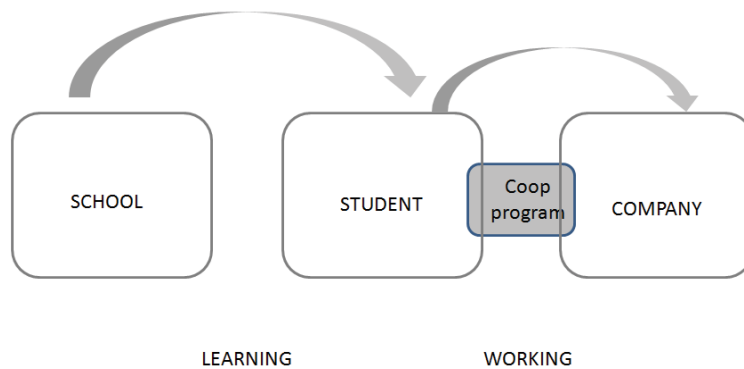 SCHOOL
STUDENT
Coop
program
COMPANY
LEARNING
WORKING